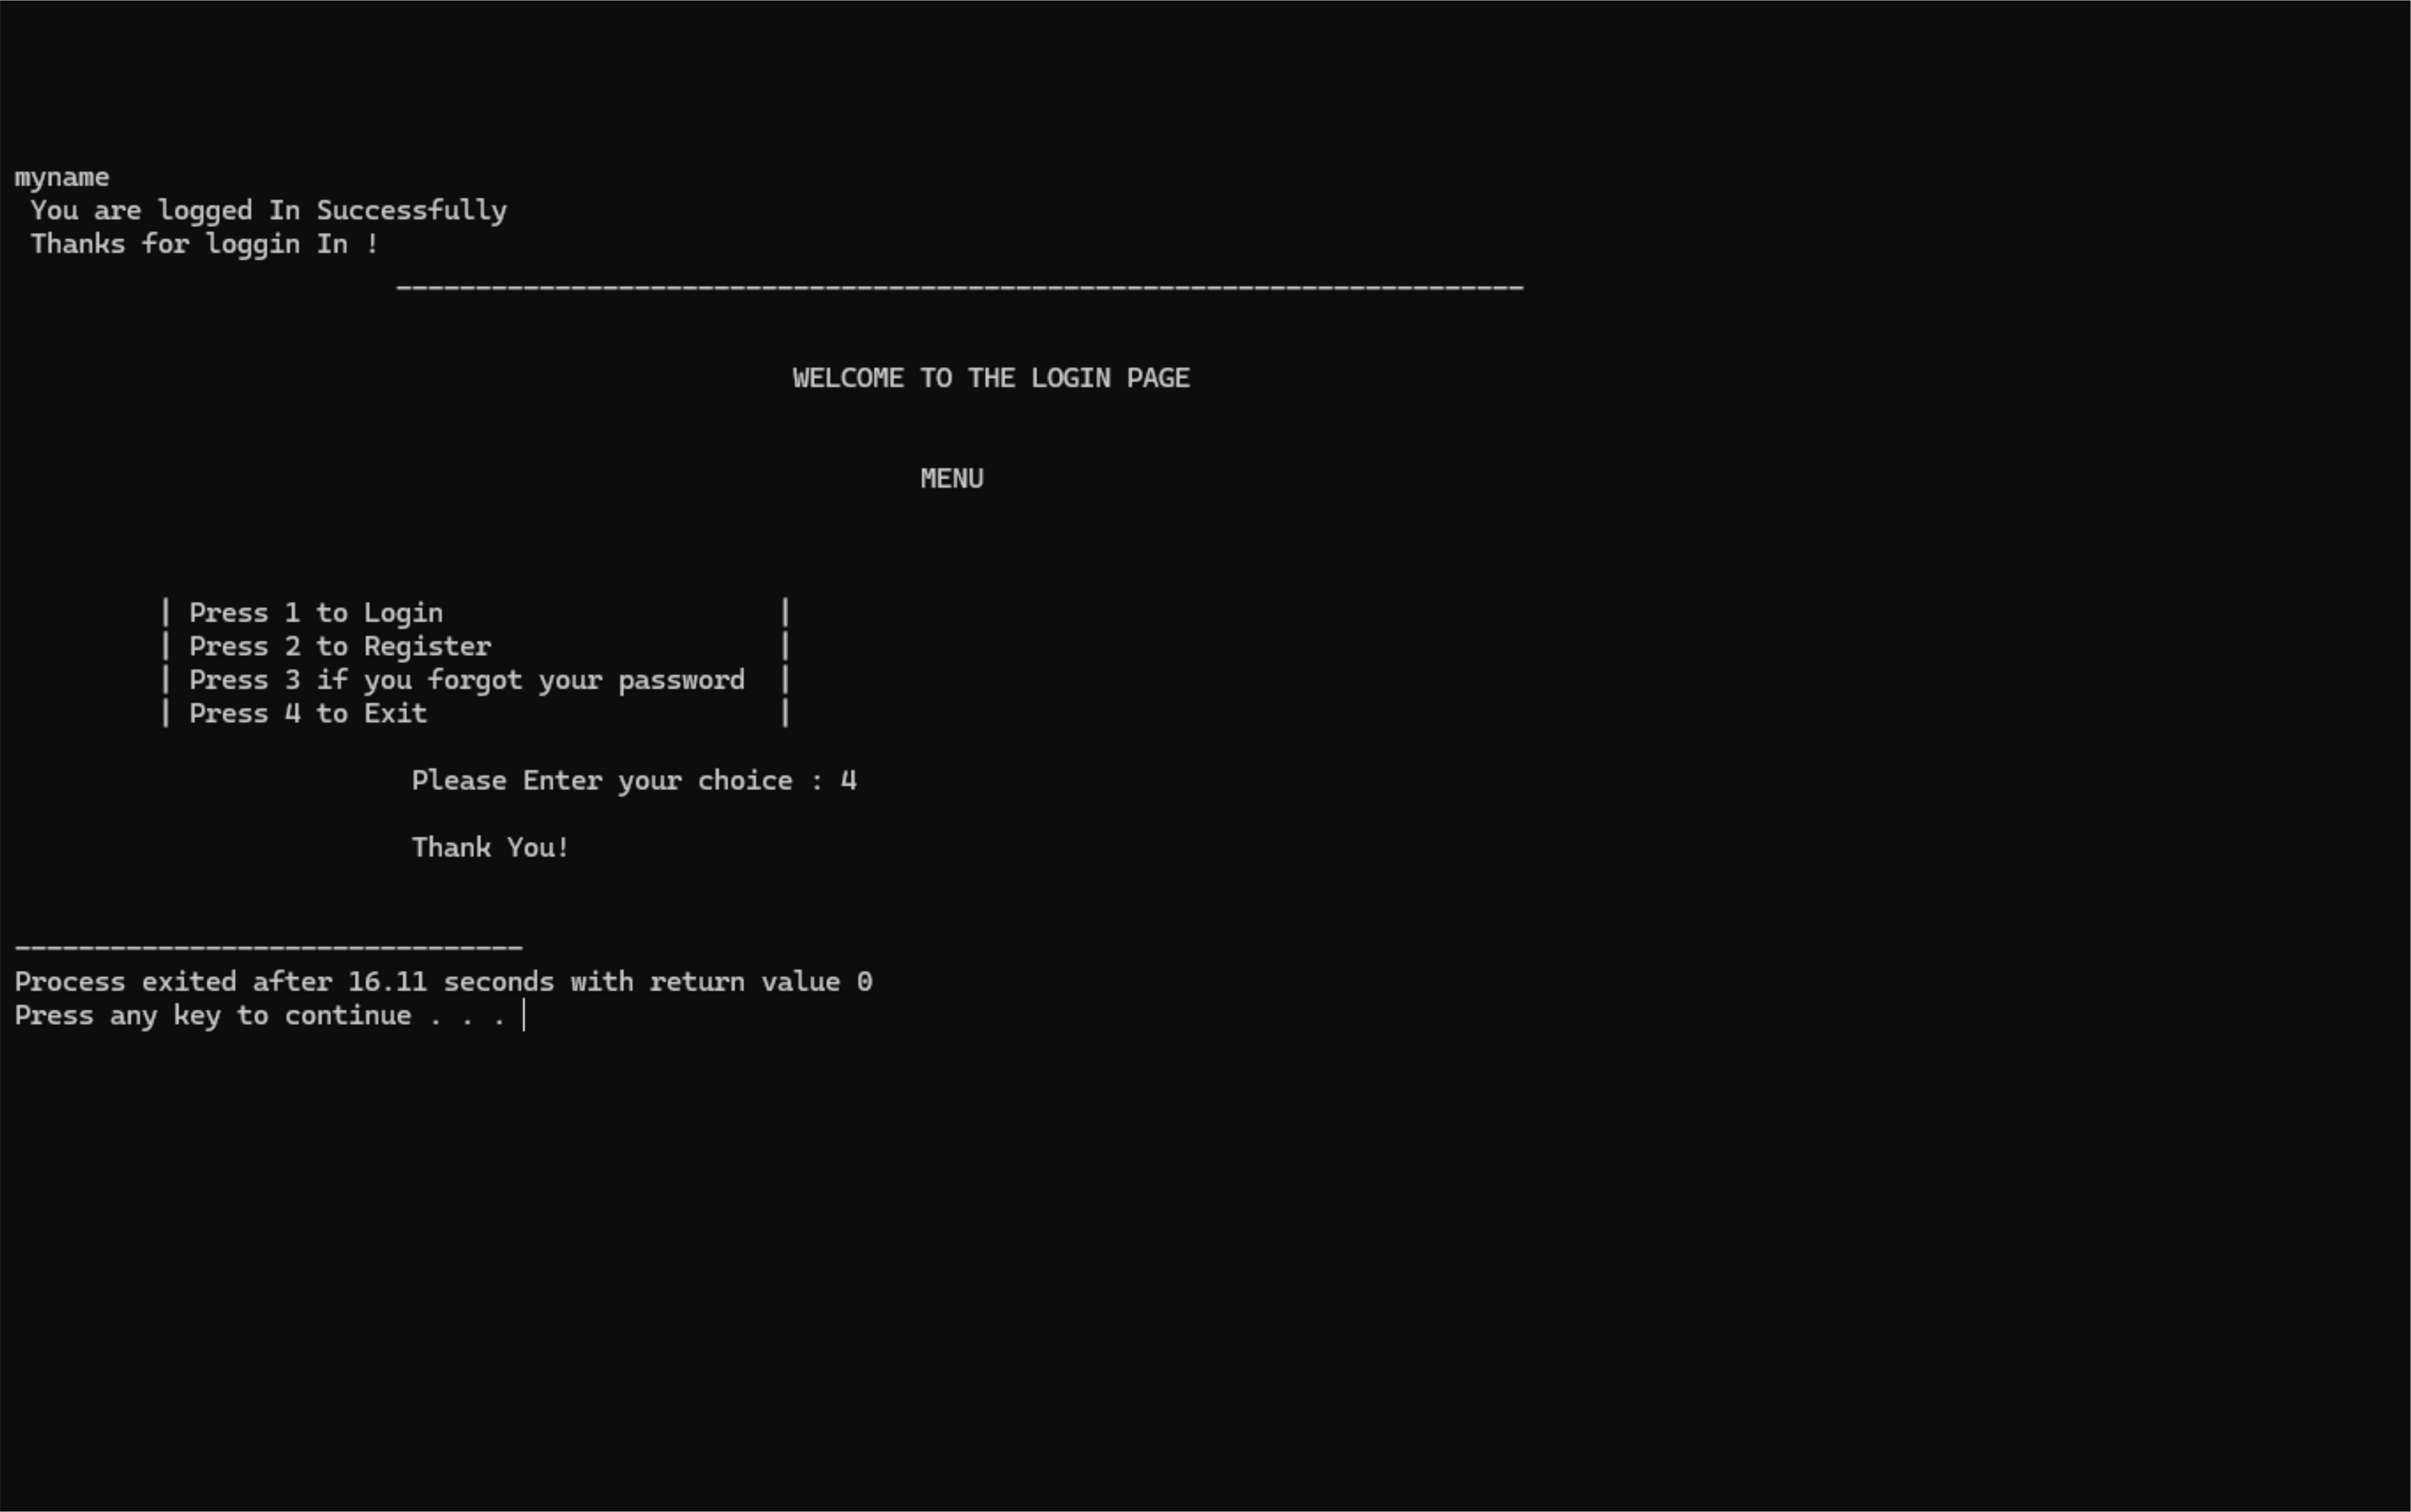 myname
You are logged In Successfully
Thanks for loggin In !
_______________________________________________________________________
WELCOME TO THE LOGIN PAGE
MENU
| Press 1 to Login |
| Press 2 to Register |
| Press 3 if you forgot your password |
| Press 4 to Exit |
Please Enter your choice : 4
Thank You!
--------------------------------
Process exited after 16.11 seconds with return value 0
Press any key to continue . . .